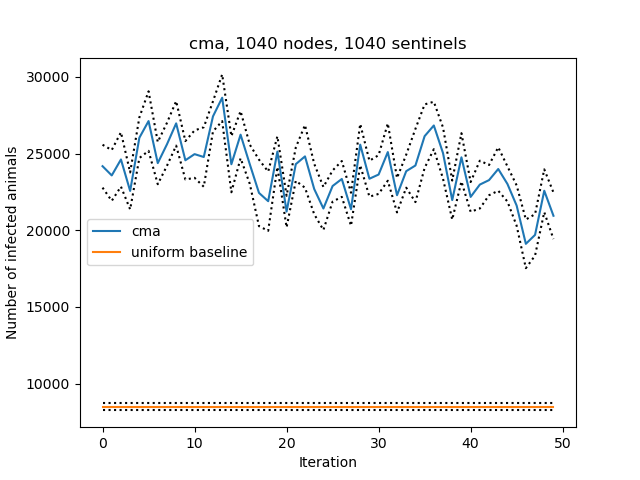 cma, 1040 nodes, 1040 sentinels
Number of infected animals
30000
25000
20000
15000
10000
cma
uniform baseline
0 10 20 30 40 50
Iteration